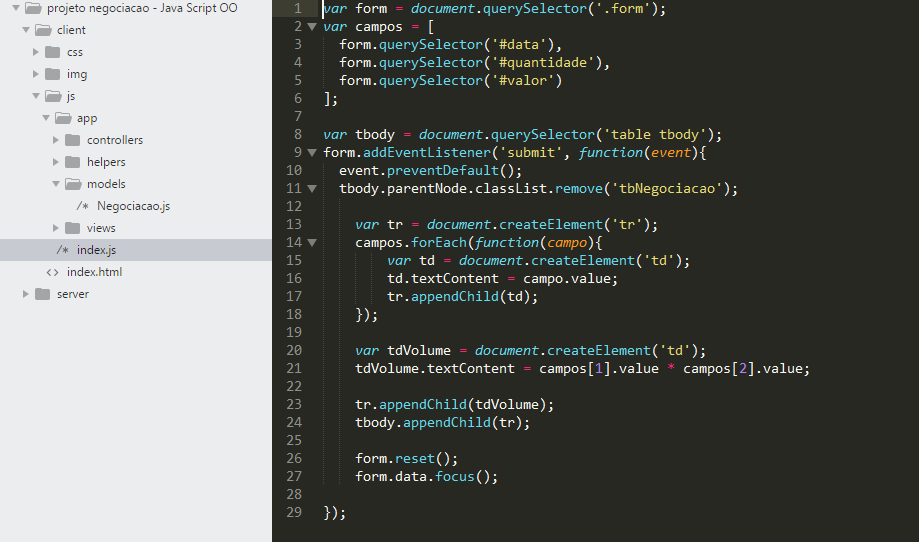 projeto negociacao - Java Script OO
client
css
img
js
app
controllers
helpers
models
/* Negociacao.js
views
/* index.js
<> index.html
server
1 var form = document.querySelector('.form');
2 var campos = [
3 form.querySelector('#data'),
4 form.querySelector('#quantidade'),
5 form.querySelector('#valor')
6 ];
7
8 var tbody = document.querySelector('table tbody');
9 form.addEventListener('submit', function(event){
10 event.preventDefault();
11 tbody.parentNode.classList.remove('tbNegociacao');
12
13 var tr = document.createElement('tr');
14 campos.forEach(function(campo){
15 var td = document.createElement('td');
16 td.textContent = campo.value;
17 tr.appendChild(td);
18 });
19
20 var tdVolume = document.createElement('td');
21 tdVolume.textContent = campos[1].value * campos[2].value;
22
23 tr.appendChild(tdVolume);
24 tbody.appendChild(tr);
25
26 form.reset();
27 form.data.focus();
28
29 });